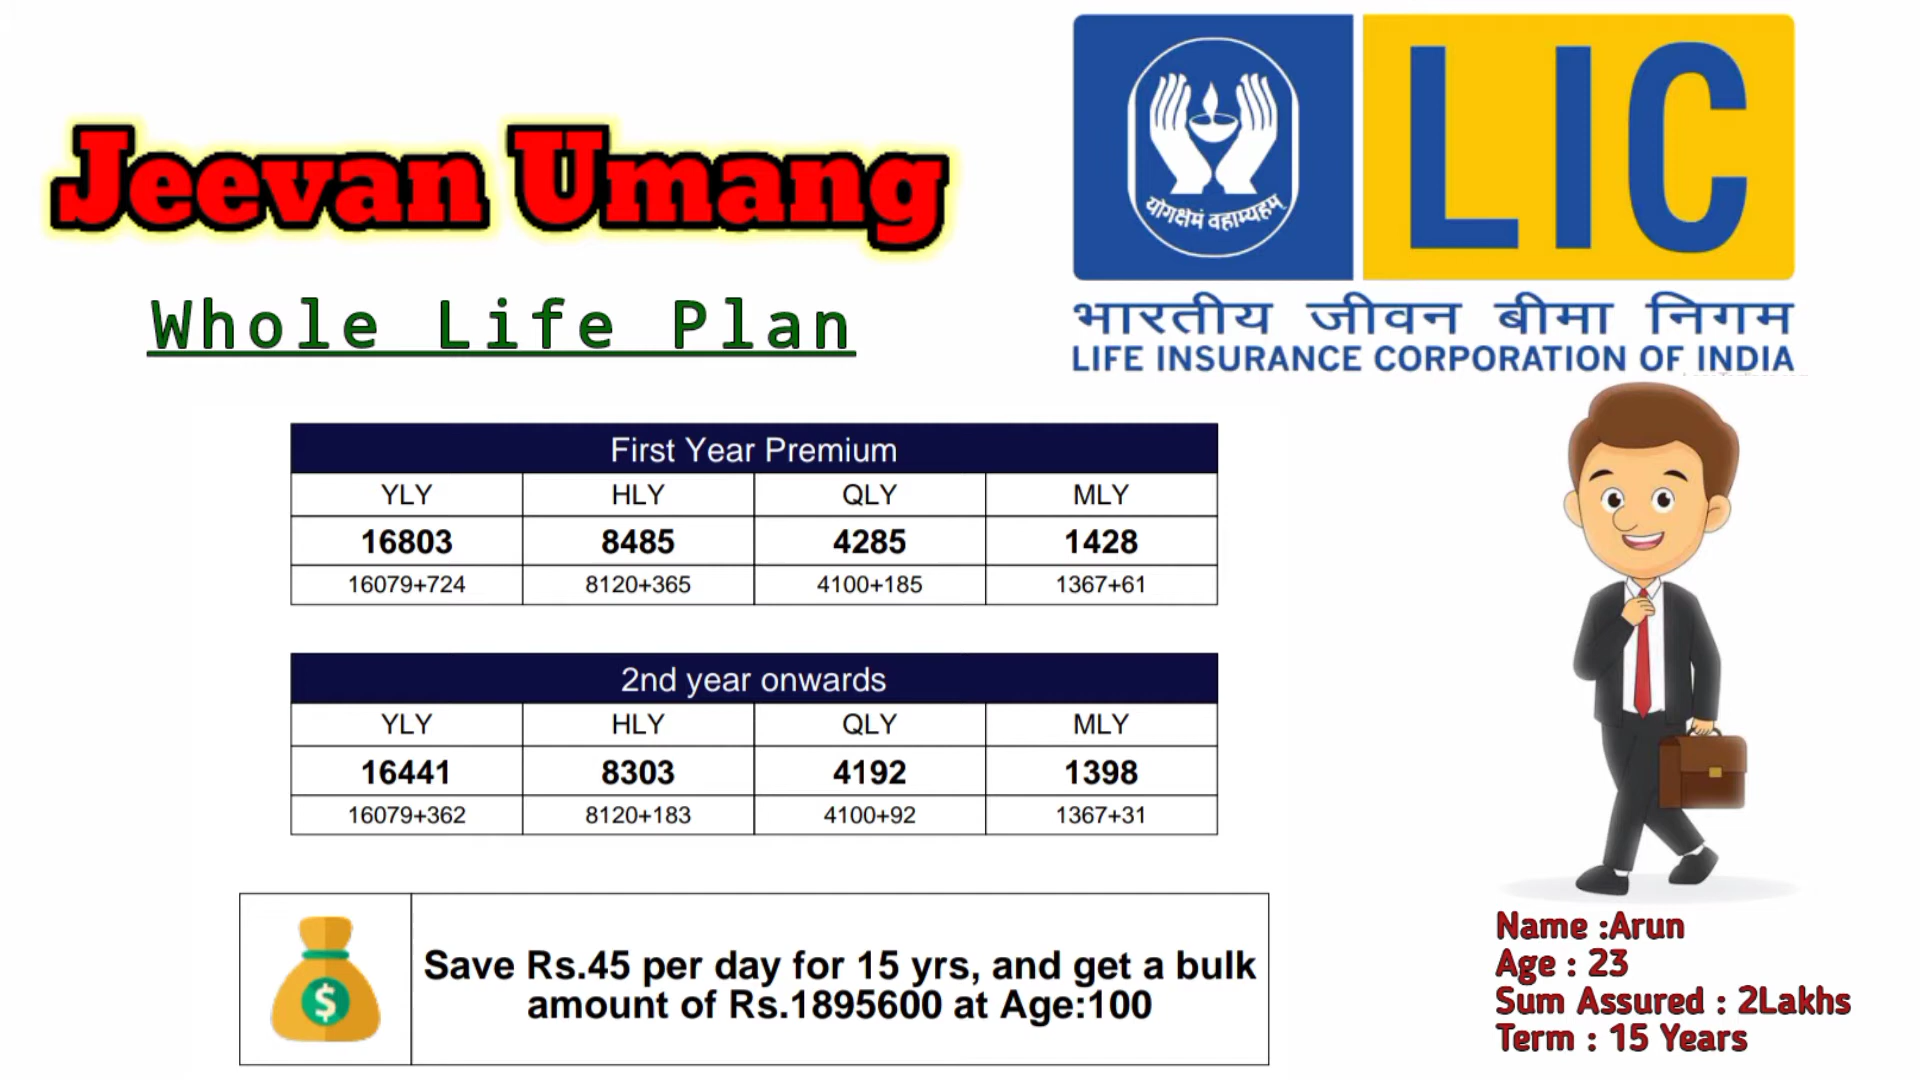 Jeevan Umang
Whole Life Plan
योगक्षेमं वहाम्यहम्
LIC
भारतीय जीवन बीमा निगम
LIFE INSURANCE CORPORATION OF INDIA
First Year Premium
YLY HLY QLY MLY
16803 8485 4285 1428
16079+724 8120+365 4100+185 1367+61
2nd year onwards
YLY HLY QLY MLY
16441 8303 4192 1398
16079+362 8120+183 4100+92 1367+31
$
Save Rs.45 per day for 15 yrs, and get a bulk
amount of Rs.1895600 at Age:100
Name :Arun
Age : 23
Sum Assured : 2Lakhs
Term : 15 Years